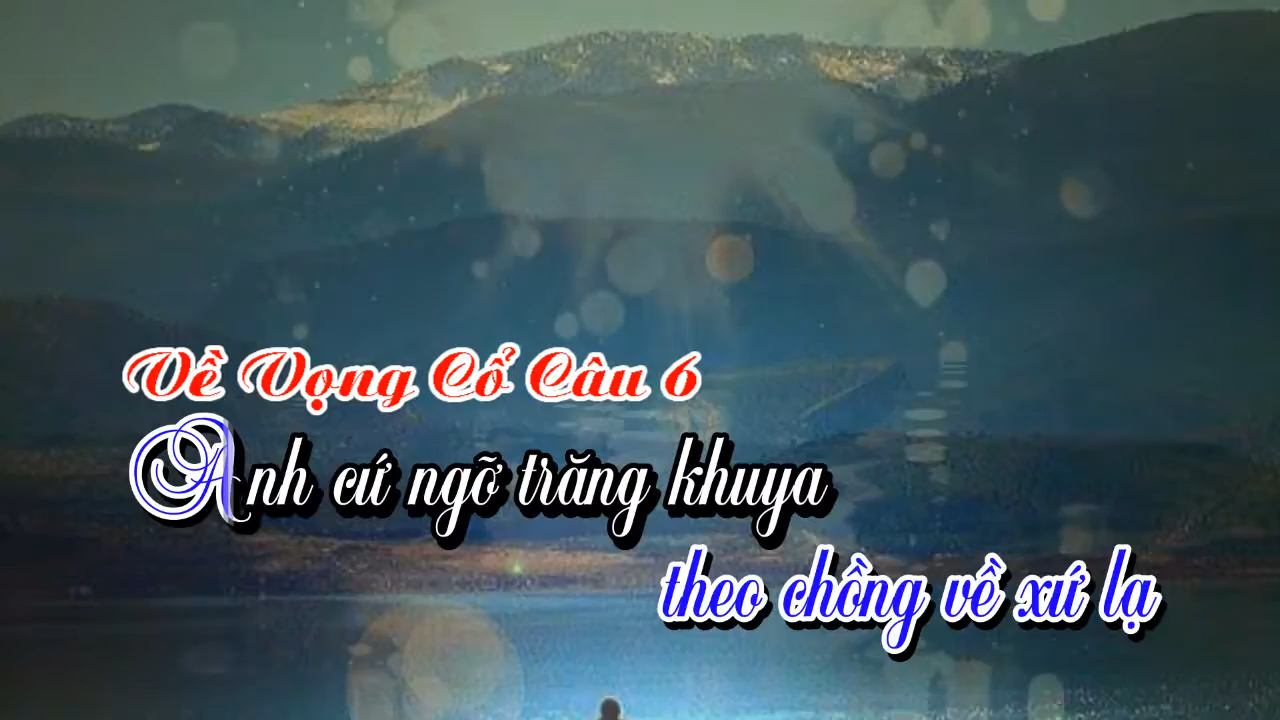 Về Vọng Cổ Câu 6
Anh cứ ngỡ trăng khuya
theo chồng về xứ lạ